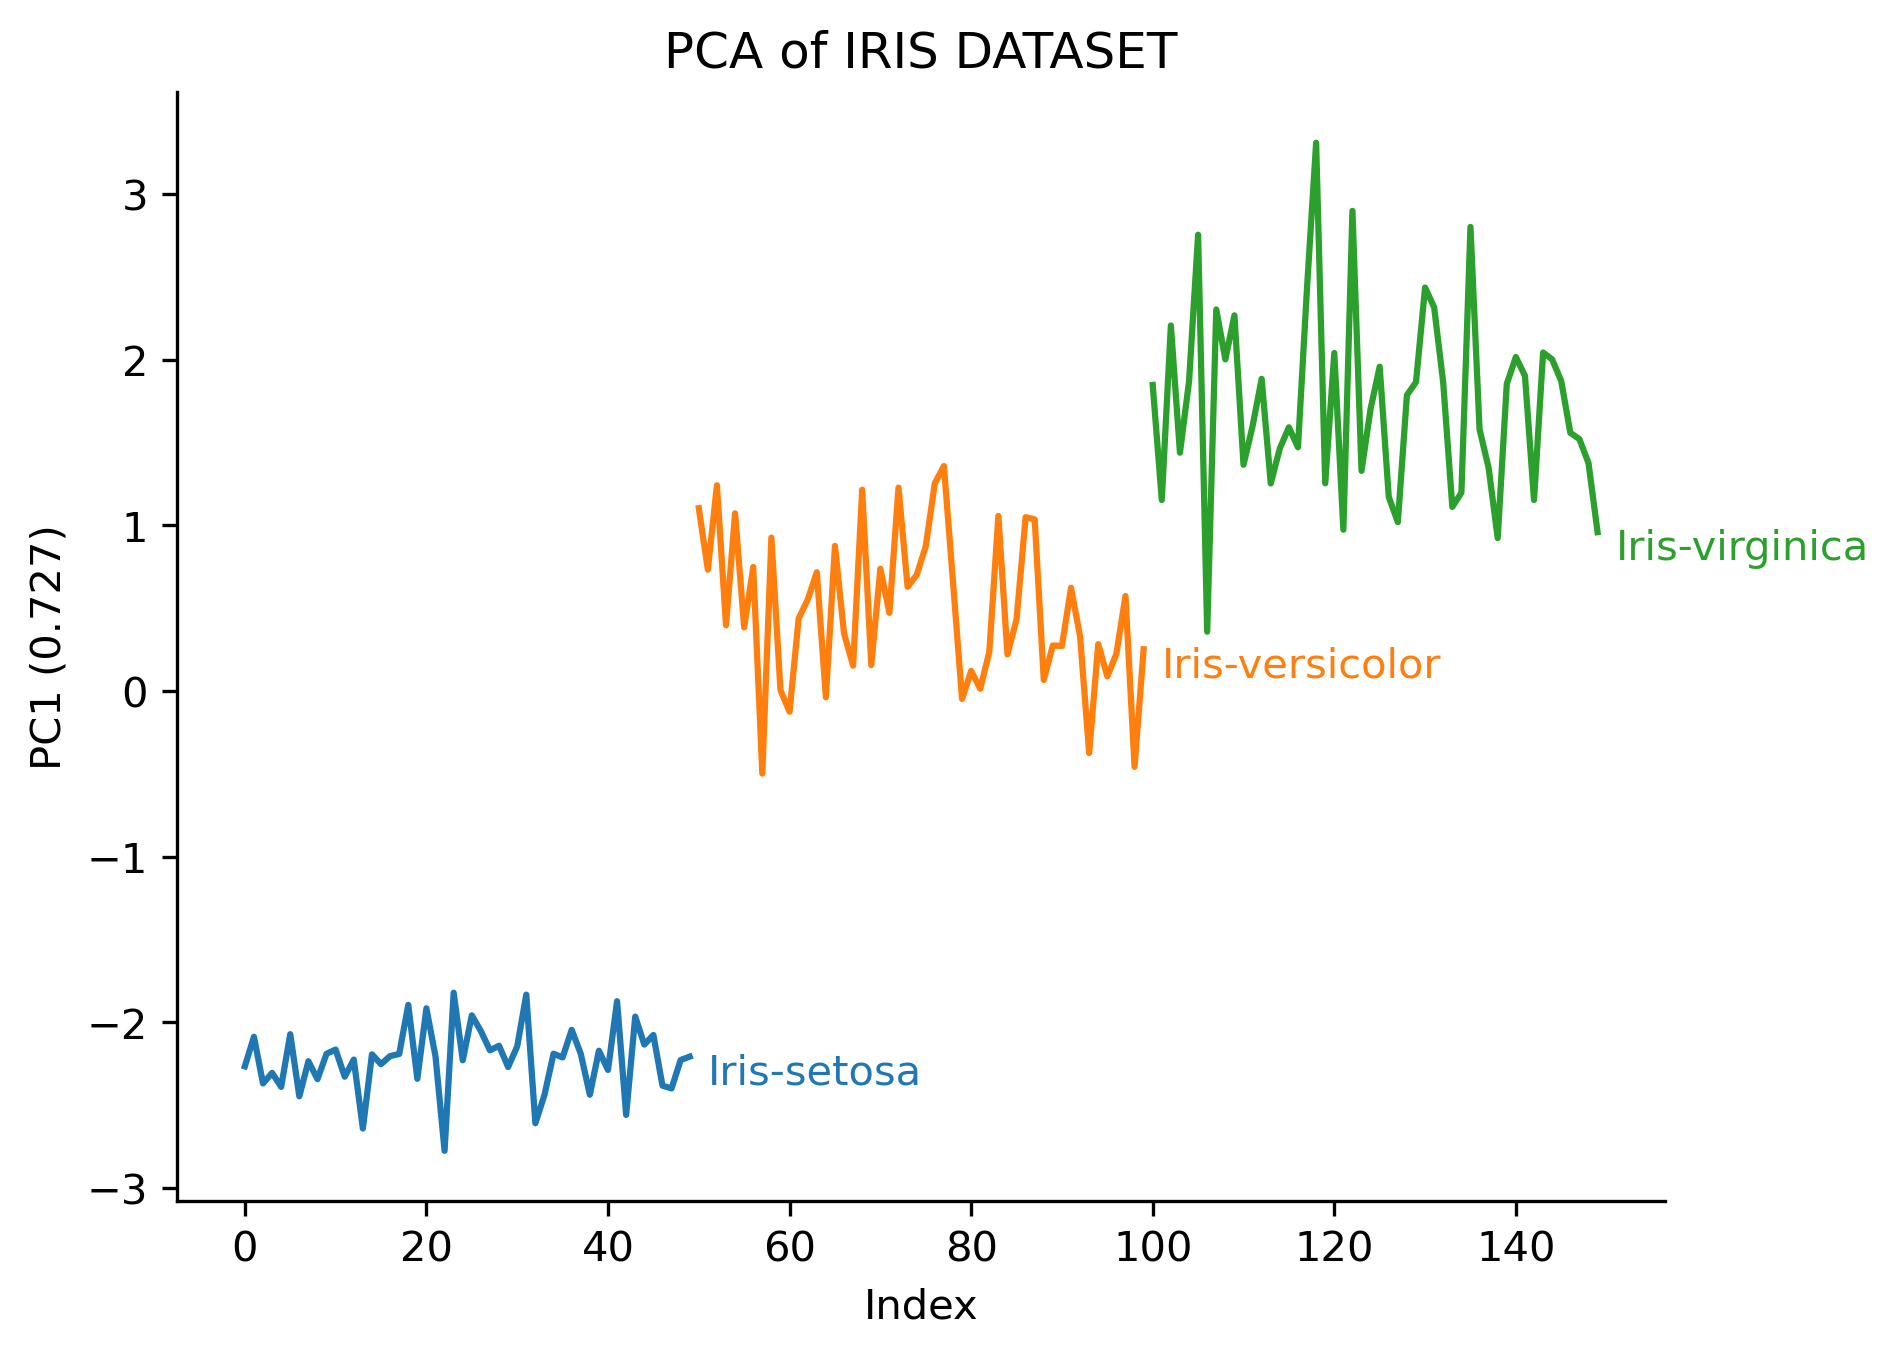 PCA of IRIS DATASET
3
2
1
0
−1
−2
−3
PC1 (0.727)
Iris-virginica
Iris-versicolor
Iris-setosa
0 20 40 60 80 100 120 140
Index